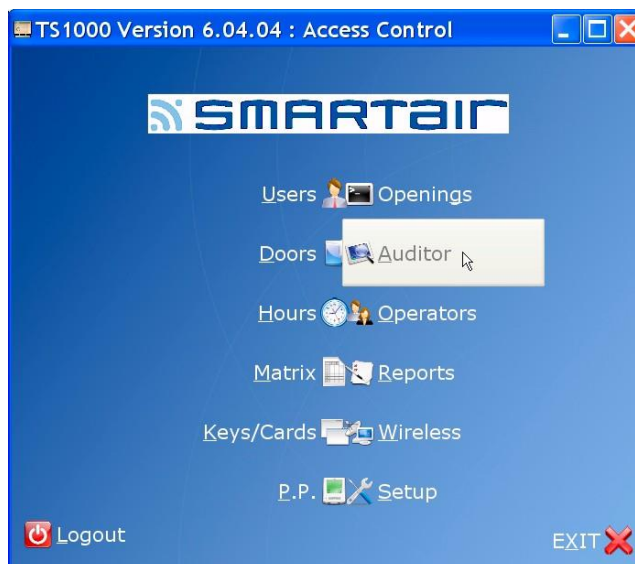 TS1000 Version 6.04.04 : Access Control
SMARTair
Users Openings
Doors Auditor
Hours Operators
Matrix Reports
Keys/Cards Wireless
P.P. Setup
Logout
EXIT